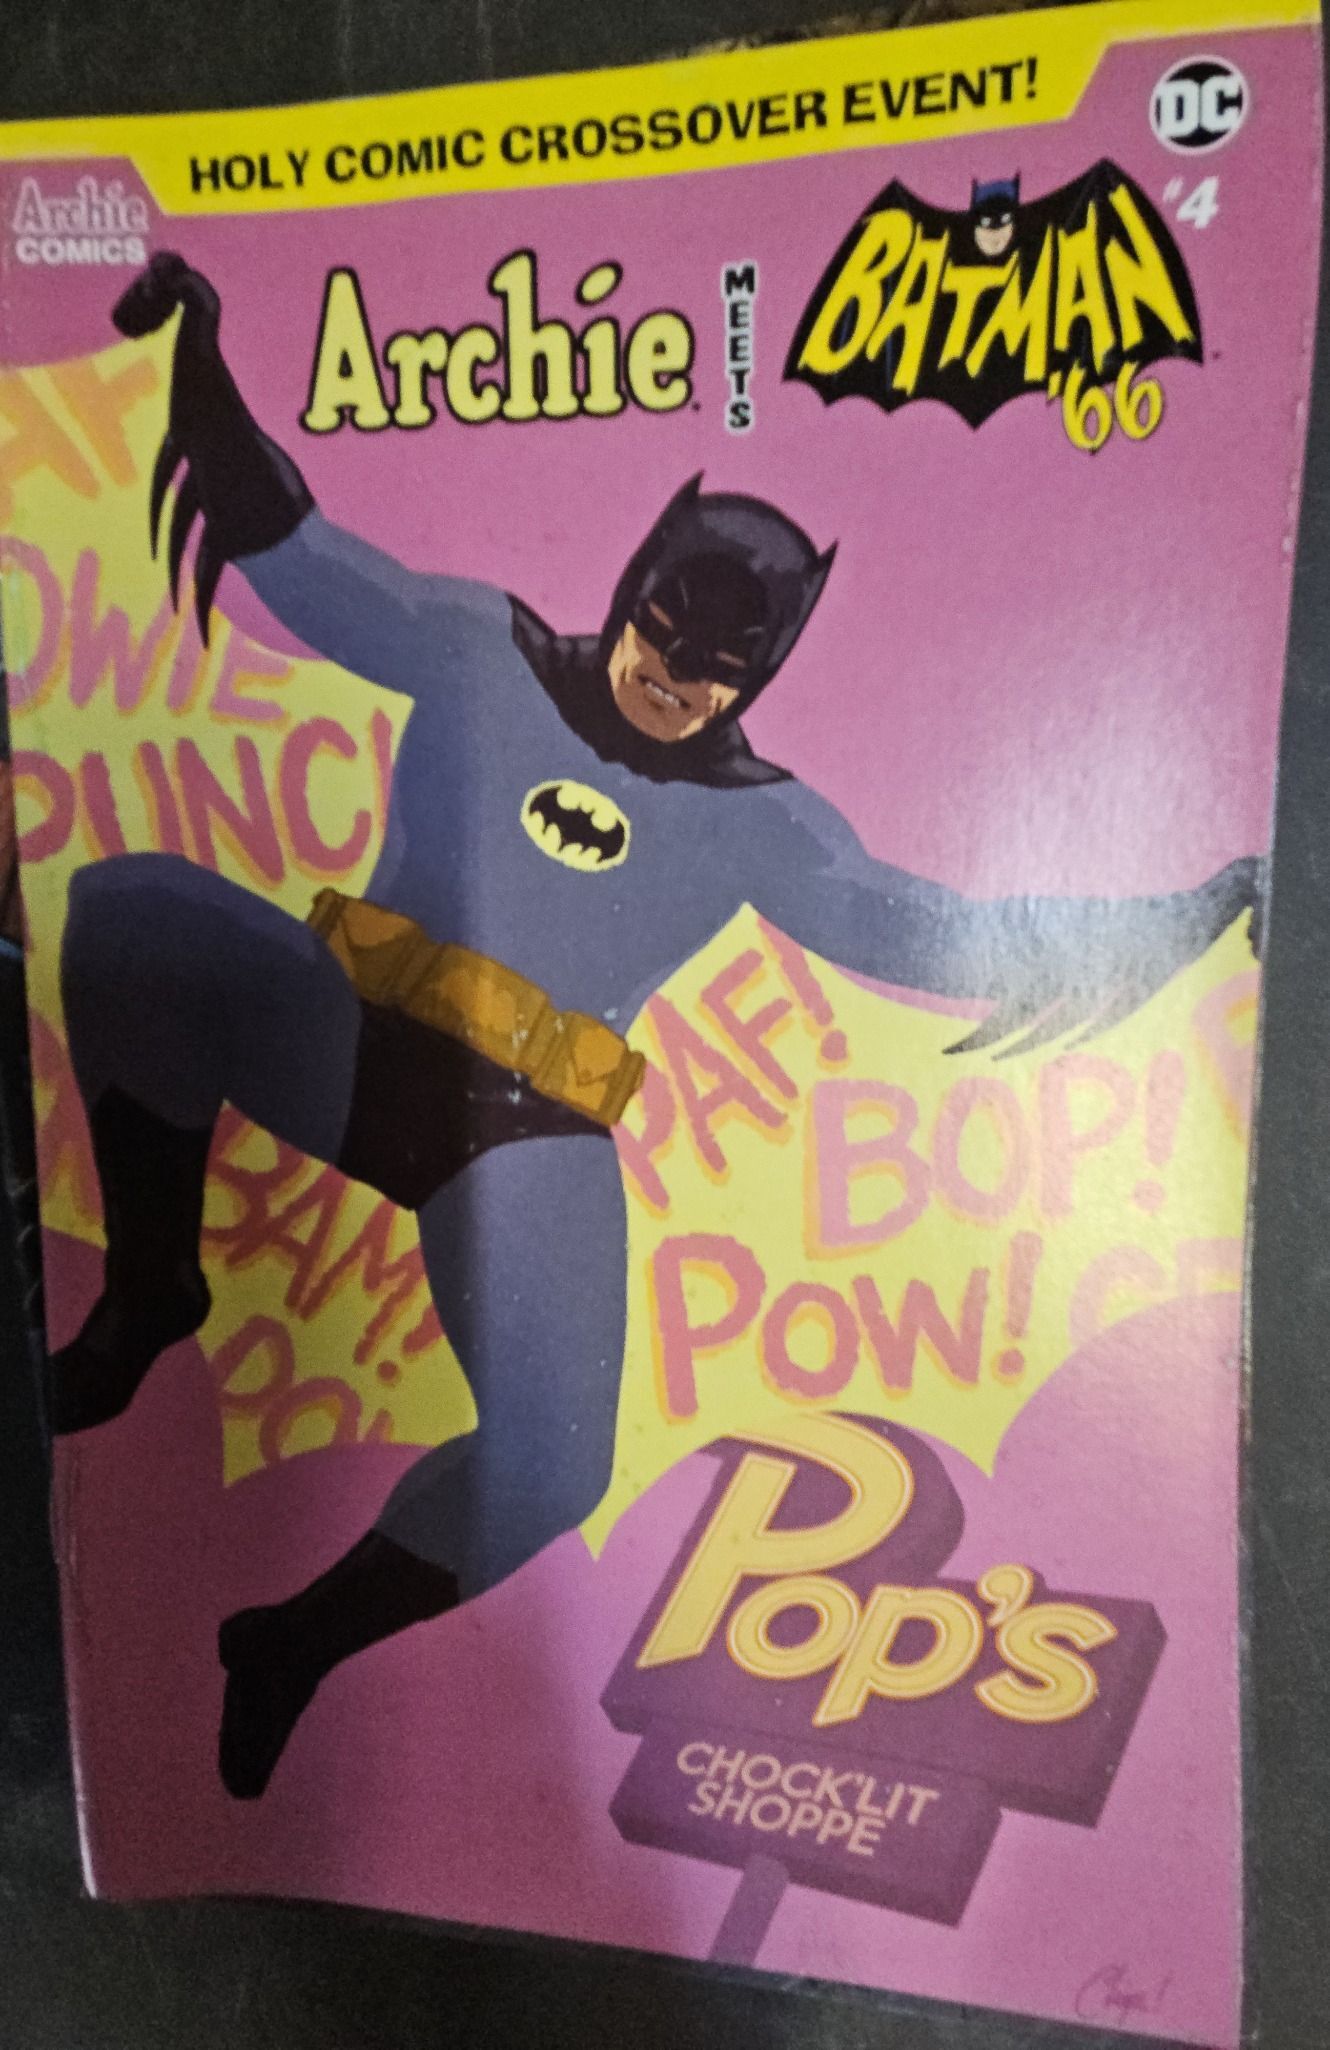 HOLY COMIC CROSSOVER EVENT!
DC
Archie
COMICS
#4
Archie
MEETS
BATMAN
'66
OWIE
PUNC
PAF!
BOP!
BAM!
POW!
POP'S
CHOCK'LIT
SHOPPE